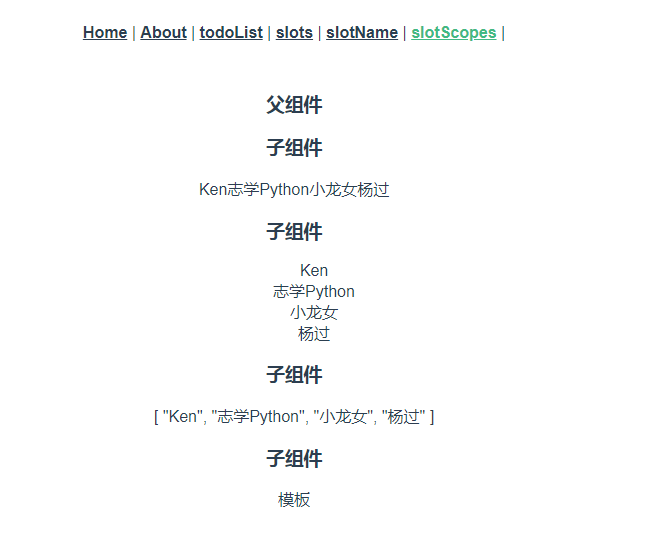 Home | About | todoList | slots | slotName | slotScopes |
父组件
子组件
Ken志学Python小龙女杨过
子组件
Ken
志学Python
小龙女
杨过
子组件
[ "Ken", "志学Python", "小龙女", "杨过" ]
子组件
模板